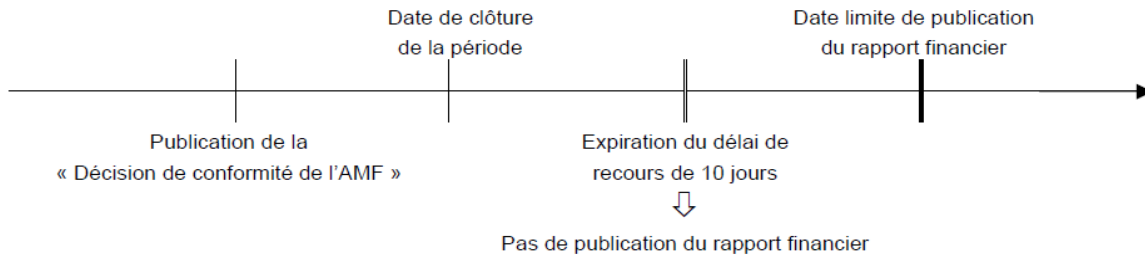 Date de clôture
de la période
Date limite de publication
du rapport financier
Publication de la
« Décision de conformité de l'AMF »
Expiration du délai de
recours de 10 jours
Pas de publication du rapport financier